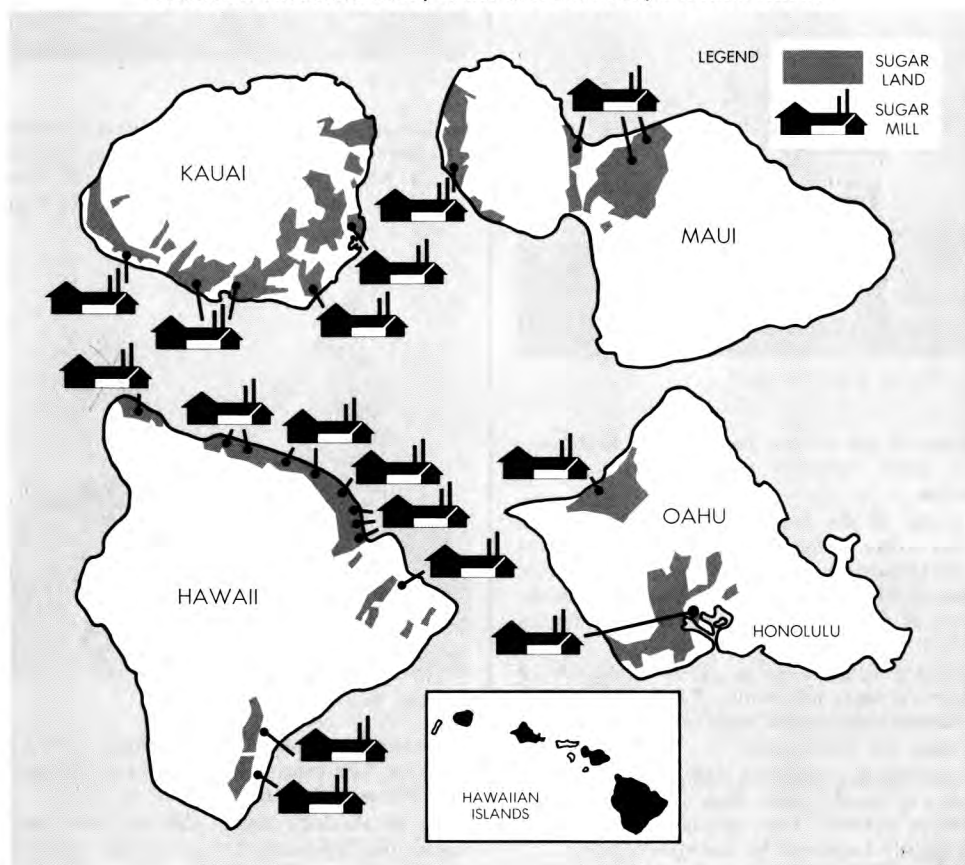 LEGEND
SUGAR
LAND
SUGAR
MILL
KAUAI
MAUI
HAWAII
OAHU
HONOLULU
HAWAIIAN
ISLANDS